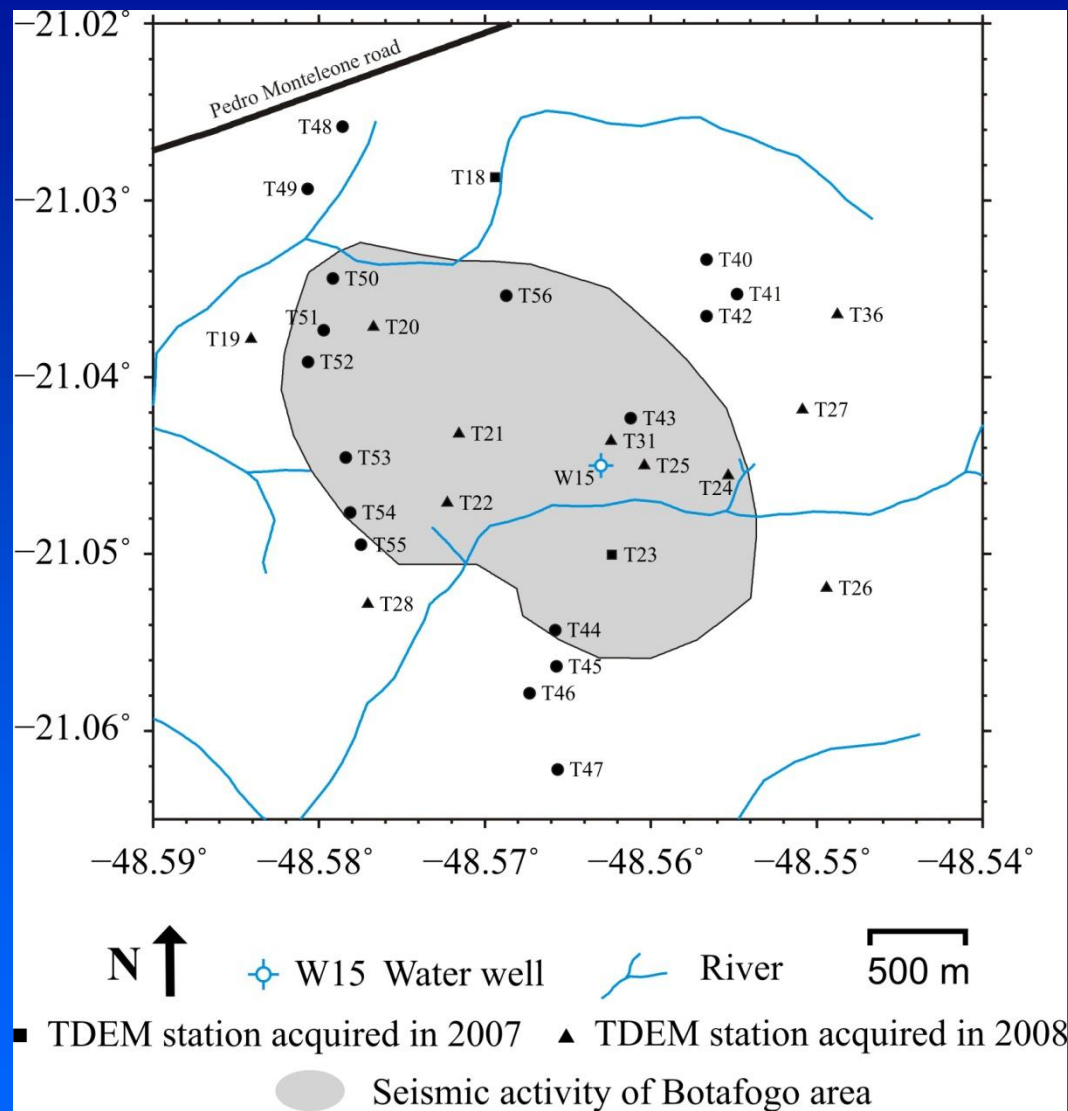 −21.02°
Pedro Monteleone road
T48
T18
T49
−21.03°
T40
T50
T41
T56
T42
T36
T51
T20
T19
T52
−21.04°
T27
T43
T21
T31
T53
T25
W15
T24
T22
T54
T55
−21.05°
T23
T26
T28
T44
T45
T46
−21.06°
T47
−48.59° −48.58° −48.57° −48.56° −48.55° −48.54°
N W15 Water well River 500 m
TDEM station acquired in 2007 TDEM station acquired in 2008
Seismic activity of Botafogo area